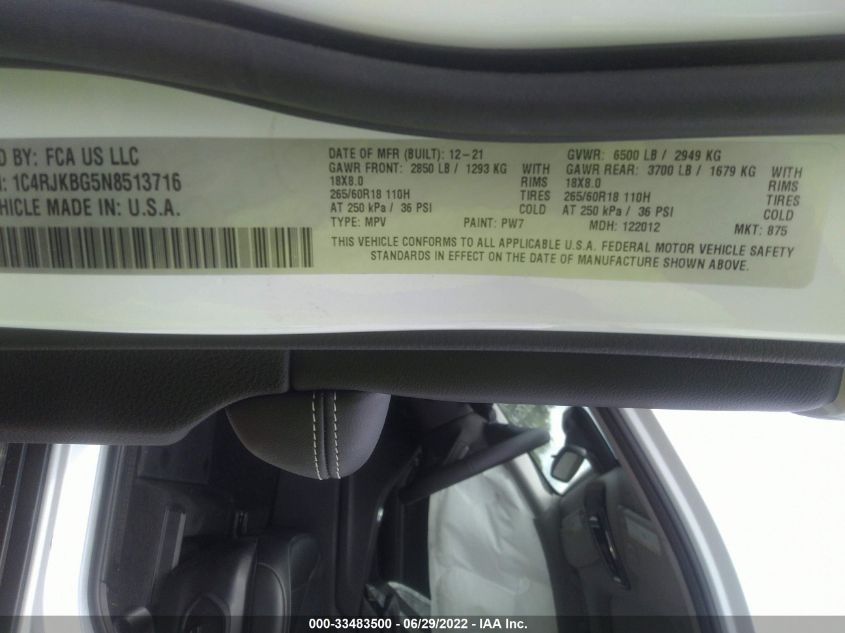 D BY: FCA US LLC
: 1C4RJKBG5N8513716
EHICLE MADE IN: U.S.A.
DATE OF MFR (BUILT): 12-21
GVWR: 6500 LB / 2949 KG
GAWR FRONT: 2850 LB / 1293 KG WITH
18X8.0 TIRES
265/60R18 110H COLD
AT 250 kPa / 36 PSI
GAWR REAR: 3700 LB / 1679 KG WITH
18X8.0 TIRES
265/60R18 110H COLD
AT 250 kPa / 36 PSI
TYPE: MPV PAINT: PW7 MDH: 122012 MKT: 875
THIS VEHICLE CONFORMS TO ALL APPLICABLE U.S.A. FEDERAL MOTOR VEHICLE SAFETY
STANDARDS IN EFFECT ON THE DATE OF MANUFACTURE SHOWN ABOVE.
000-33483500 - 06/29/2022 - IAA Inc.